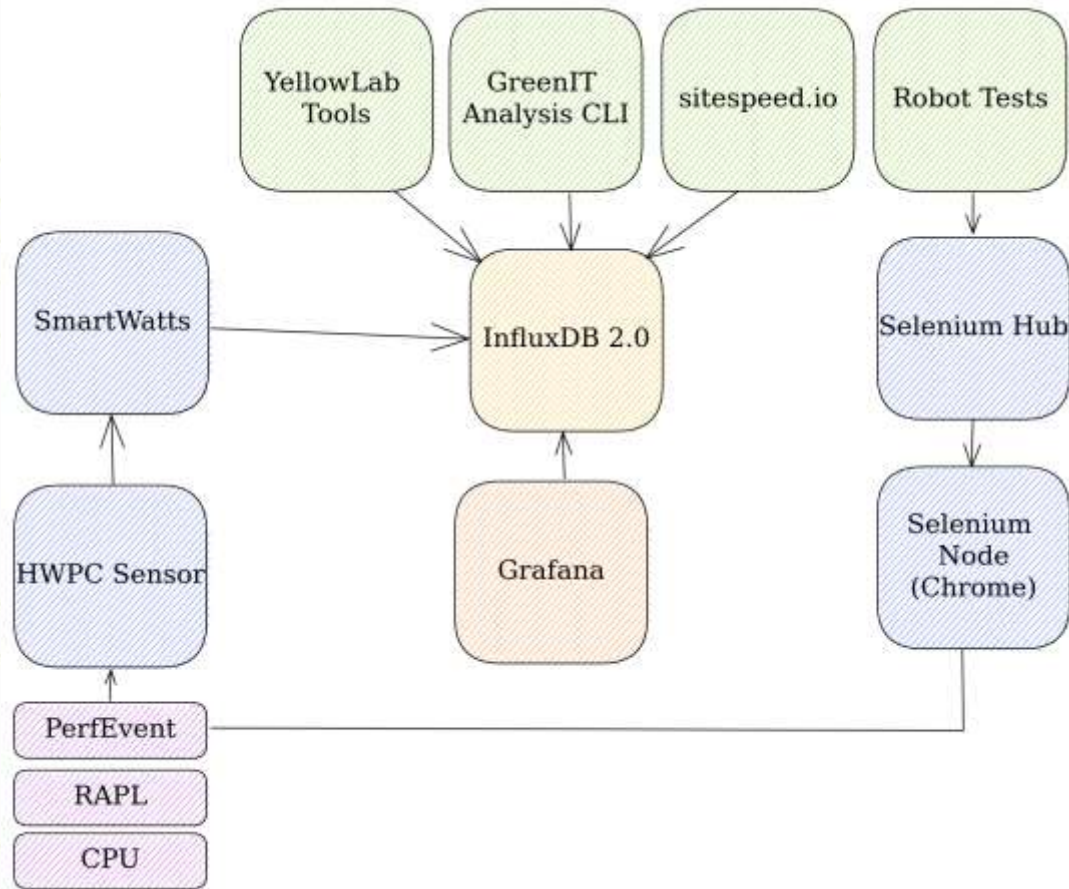 YellowLab
Tools
GreenIT
Analysis CLI
sitespeed.io
Robot Tests
SmartWatts
InfluxDB 2.0
Selenium Hub
HWPC Sensor
Grafana
Selenium
Node
(Chrome)
PerfEvent
RAPL
CPU